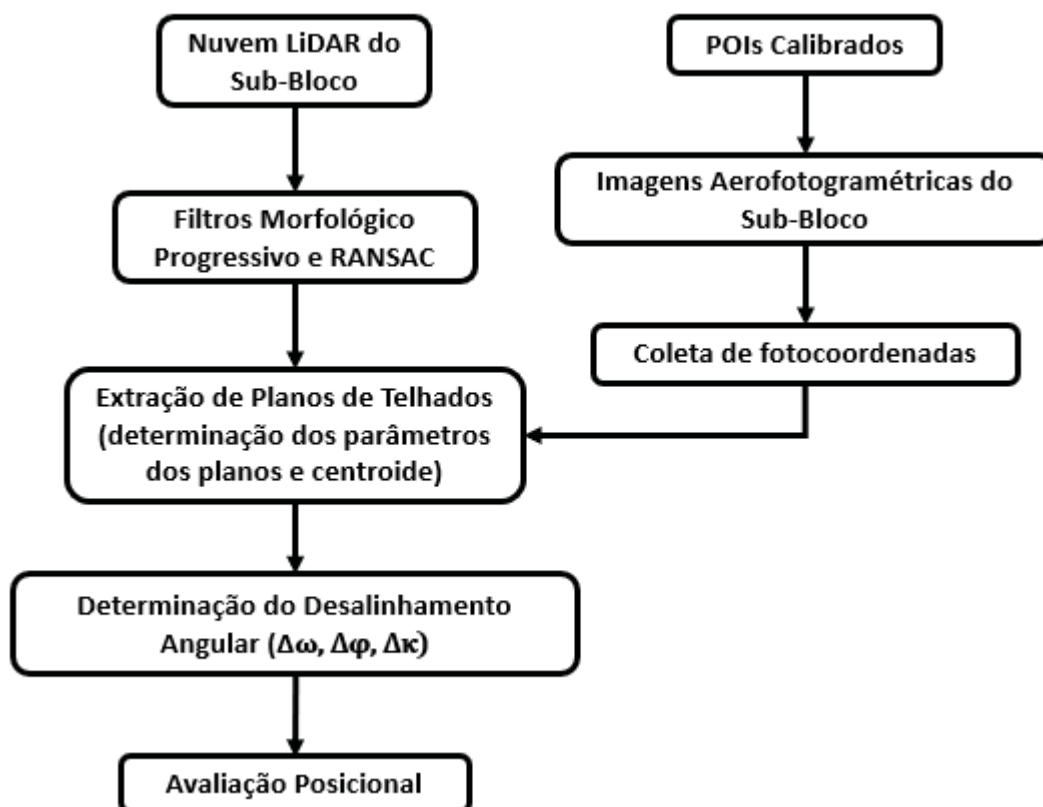 Nuvem LiDAR do
Sub-Bloco
POIs Calibrados
Filtros Morfológico
Progressivo e RANSAC
Imagens Aerofotogramétricas do
Sub-Bloco
Coleta de fotocoordenadas
Extração de Planos de Telhados
(determinação dos parâmetros
dos planos e centroide)
Determinação do Desalinhamento
Angular (Δω, Δφ, Δκ)
Avaliação Posicional